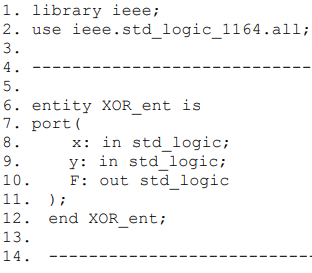 1. library ieee;
2. use ieee.std_logic_1164.all;
3.
4. ----------------------------
5.
6. entity XOR_ent is
7. port(
8.     x: in std_logic;
9.     y: in std_logic;
10.    F: out std_logic
11.  );
12.  end XOR_ent;
13.
14.  ---------------------------